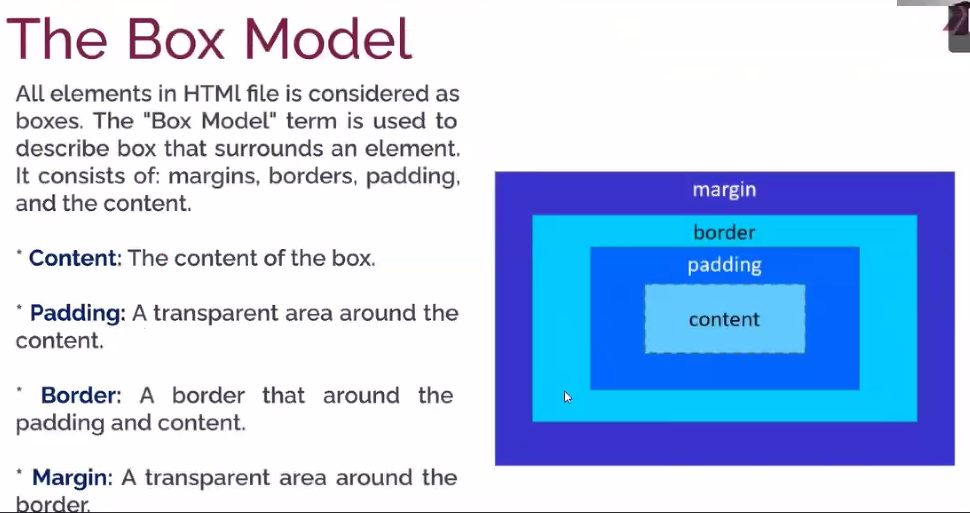 The Box Model
All elements in HTMl file is considered as
boxes. The "Box Model" term is used to
describe box that surrounds an element.
It consists of: margins, borders, padding,
and the content.
* Content: The content of the box.
* Padding: A transparent area around the
content.
* Border: A border that around the
padding and content.
* Margin: A transparent area around the
border.
margin
border
padding
content